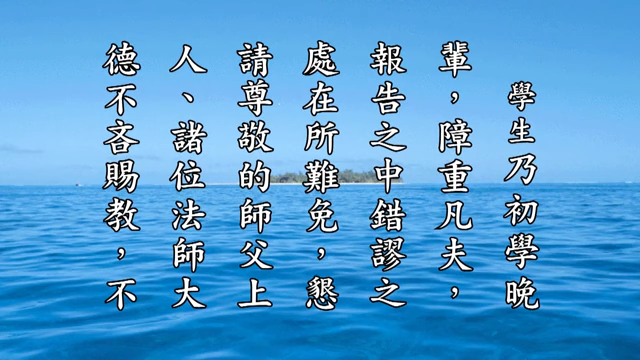 學生乃初學晚
輩，障重凡夫，
報告之中錯謬之
處在所難免，懇
請尊敬的師父上
人、諸位法師大
德不吝賜教，不